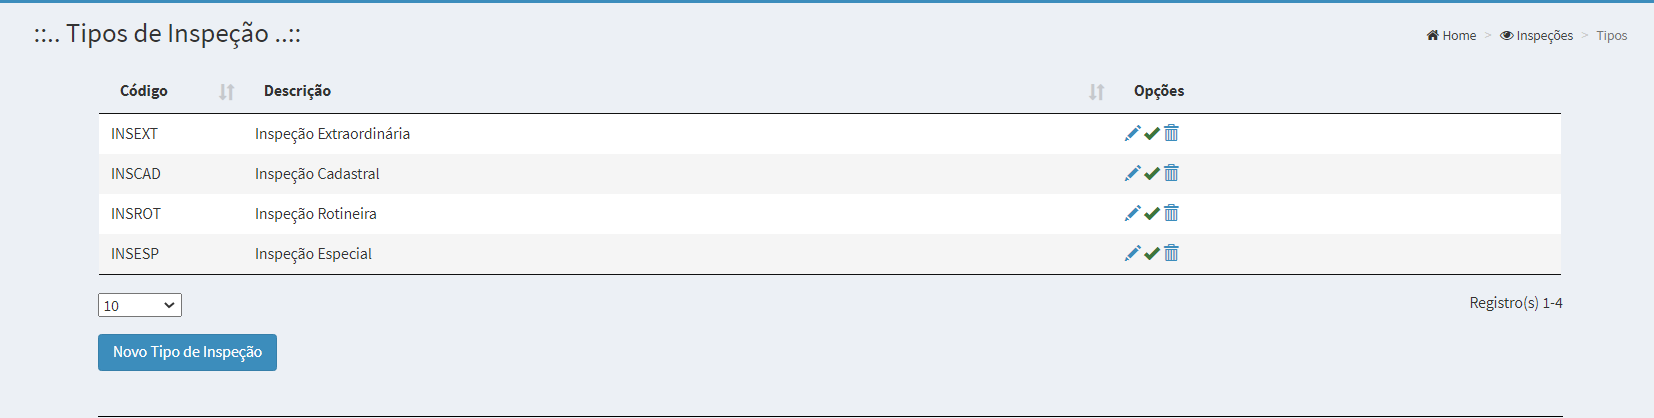 ::.. Tipos de Inspeção ..::
Home > Inspeções > Tipos
Código Descrição Opções
INSEXT Inspeção Extraordinária
INSCAD Inspeção Cadastral
INSROT Inspeção Rotineira
INSESP Inspeção Especial
10 Registro(s) 1-4
Novo Tipo de Inspeção